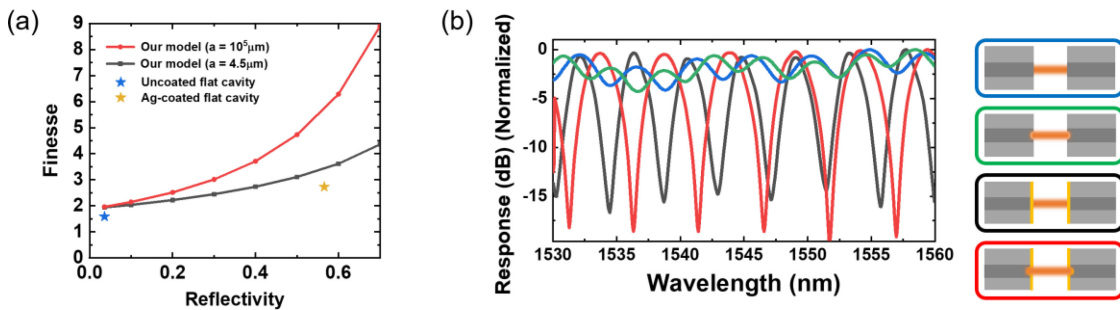 (a)
Finesse
9
8
7
6
5
4
3
2
1
0
Our model (a = 10⁵μm)
Our model (a = 4.5μm)
Uncoated flat cavity
Ag-coated flat cavity
0.0 0.2 0.4 0.6
Reflectivity
(b)
Response (dB) (Normalized)
0
-5
-10
-15
1530 1535 1540 1545 1550 1555 1560
Wavelength (nm)